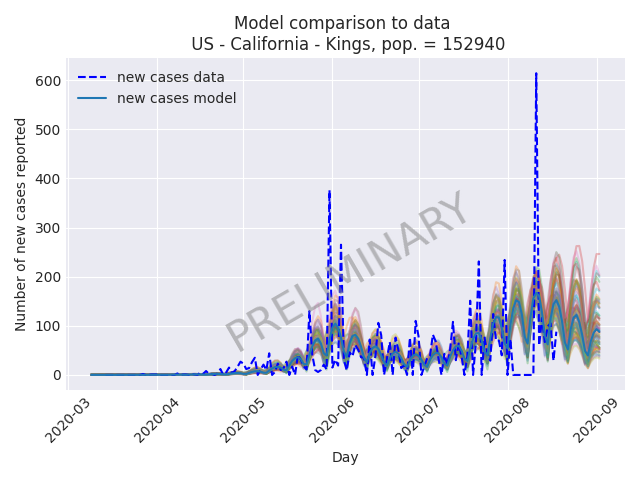 Model comparison to data
US - California - Kings, pop. = 152940
new cases data
new cases model
PRELIMINARY
Number of new cases reported
600
500
400
300
200
100
0
2020-03
2020-04
2020-05
2020-06
2020-07
2020-08
2020-09
Day